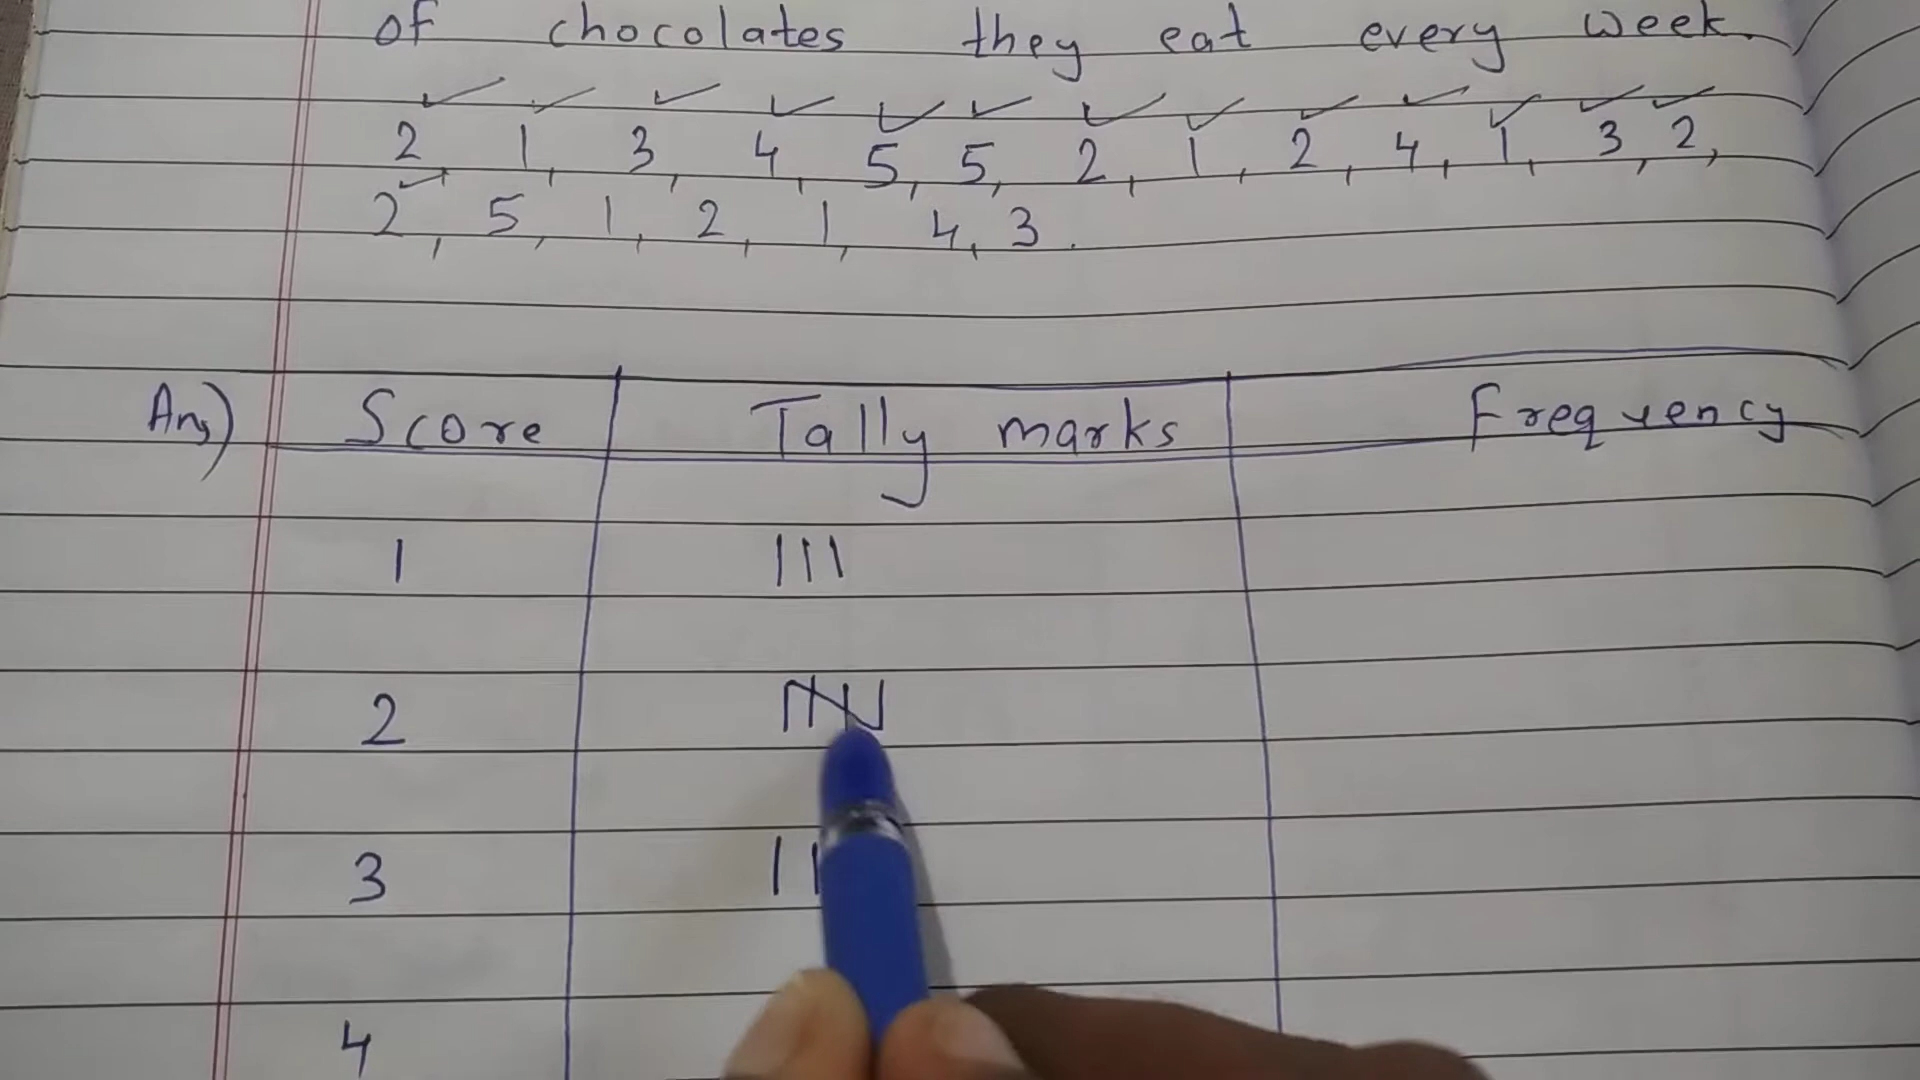 of chocolates they eat every week.
2, 1, 3, 4, 5, 5, 2, 1, 2, 4, 1, 3, 2,
2, 5, 1, 2, 1, 4, 3.
Ans) Score Tally marks Frequency
1 |||
2 ||||
3 ||
4